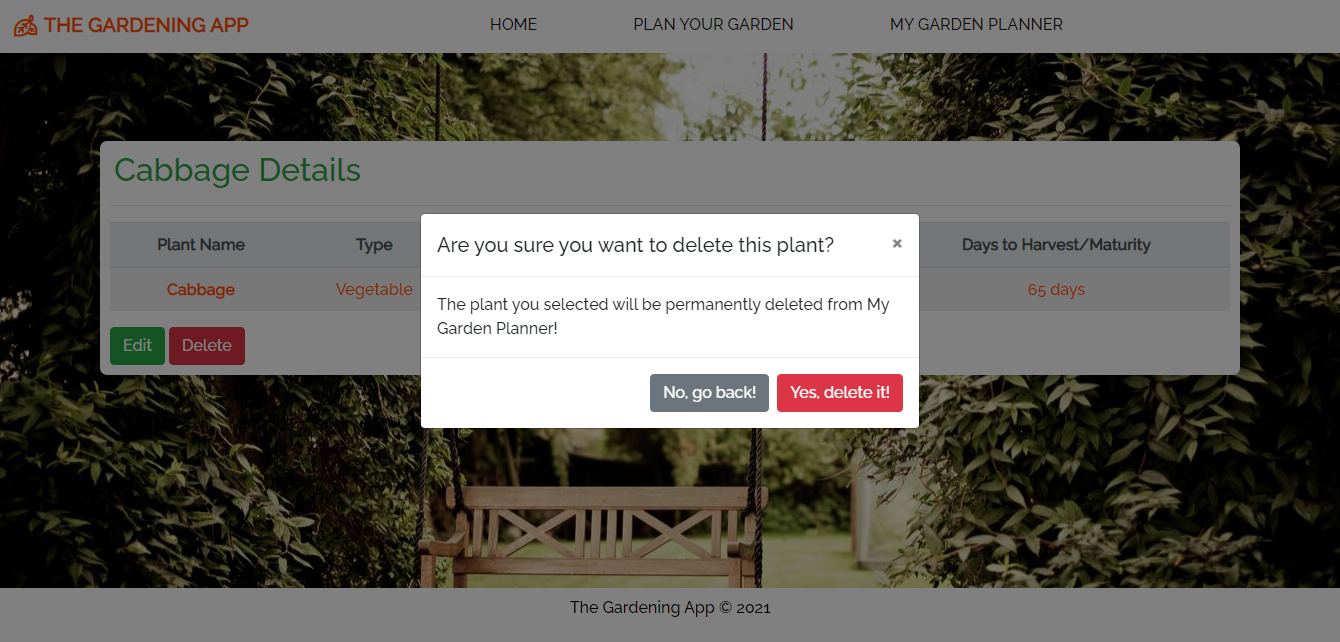 THE GARDENING APP
HOME
PLAN YOUR GARDEN
MY GARDEN PLANNER
Cabbage Details
Plant Name
Type
Days to Harvest/Maturity
Cabbage
Vegetable
65 days
Edit
Delete
Are you sure you want to delete this plant?
×
The plant you selected will be permanently deleted from My
Garden Planner!
No, go back!
Yes, delete it!
The Gardening App © 2021